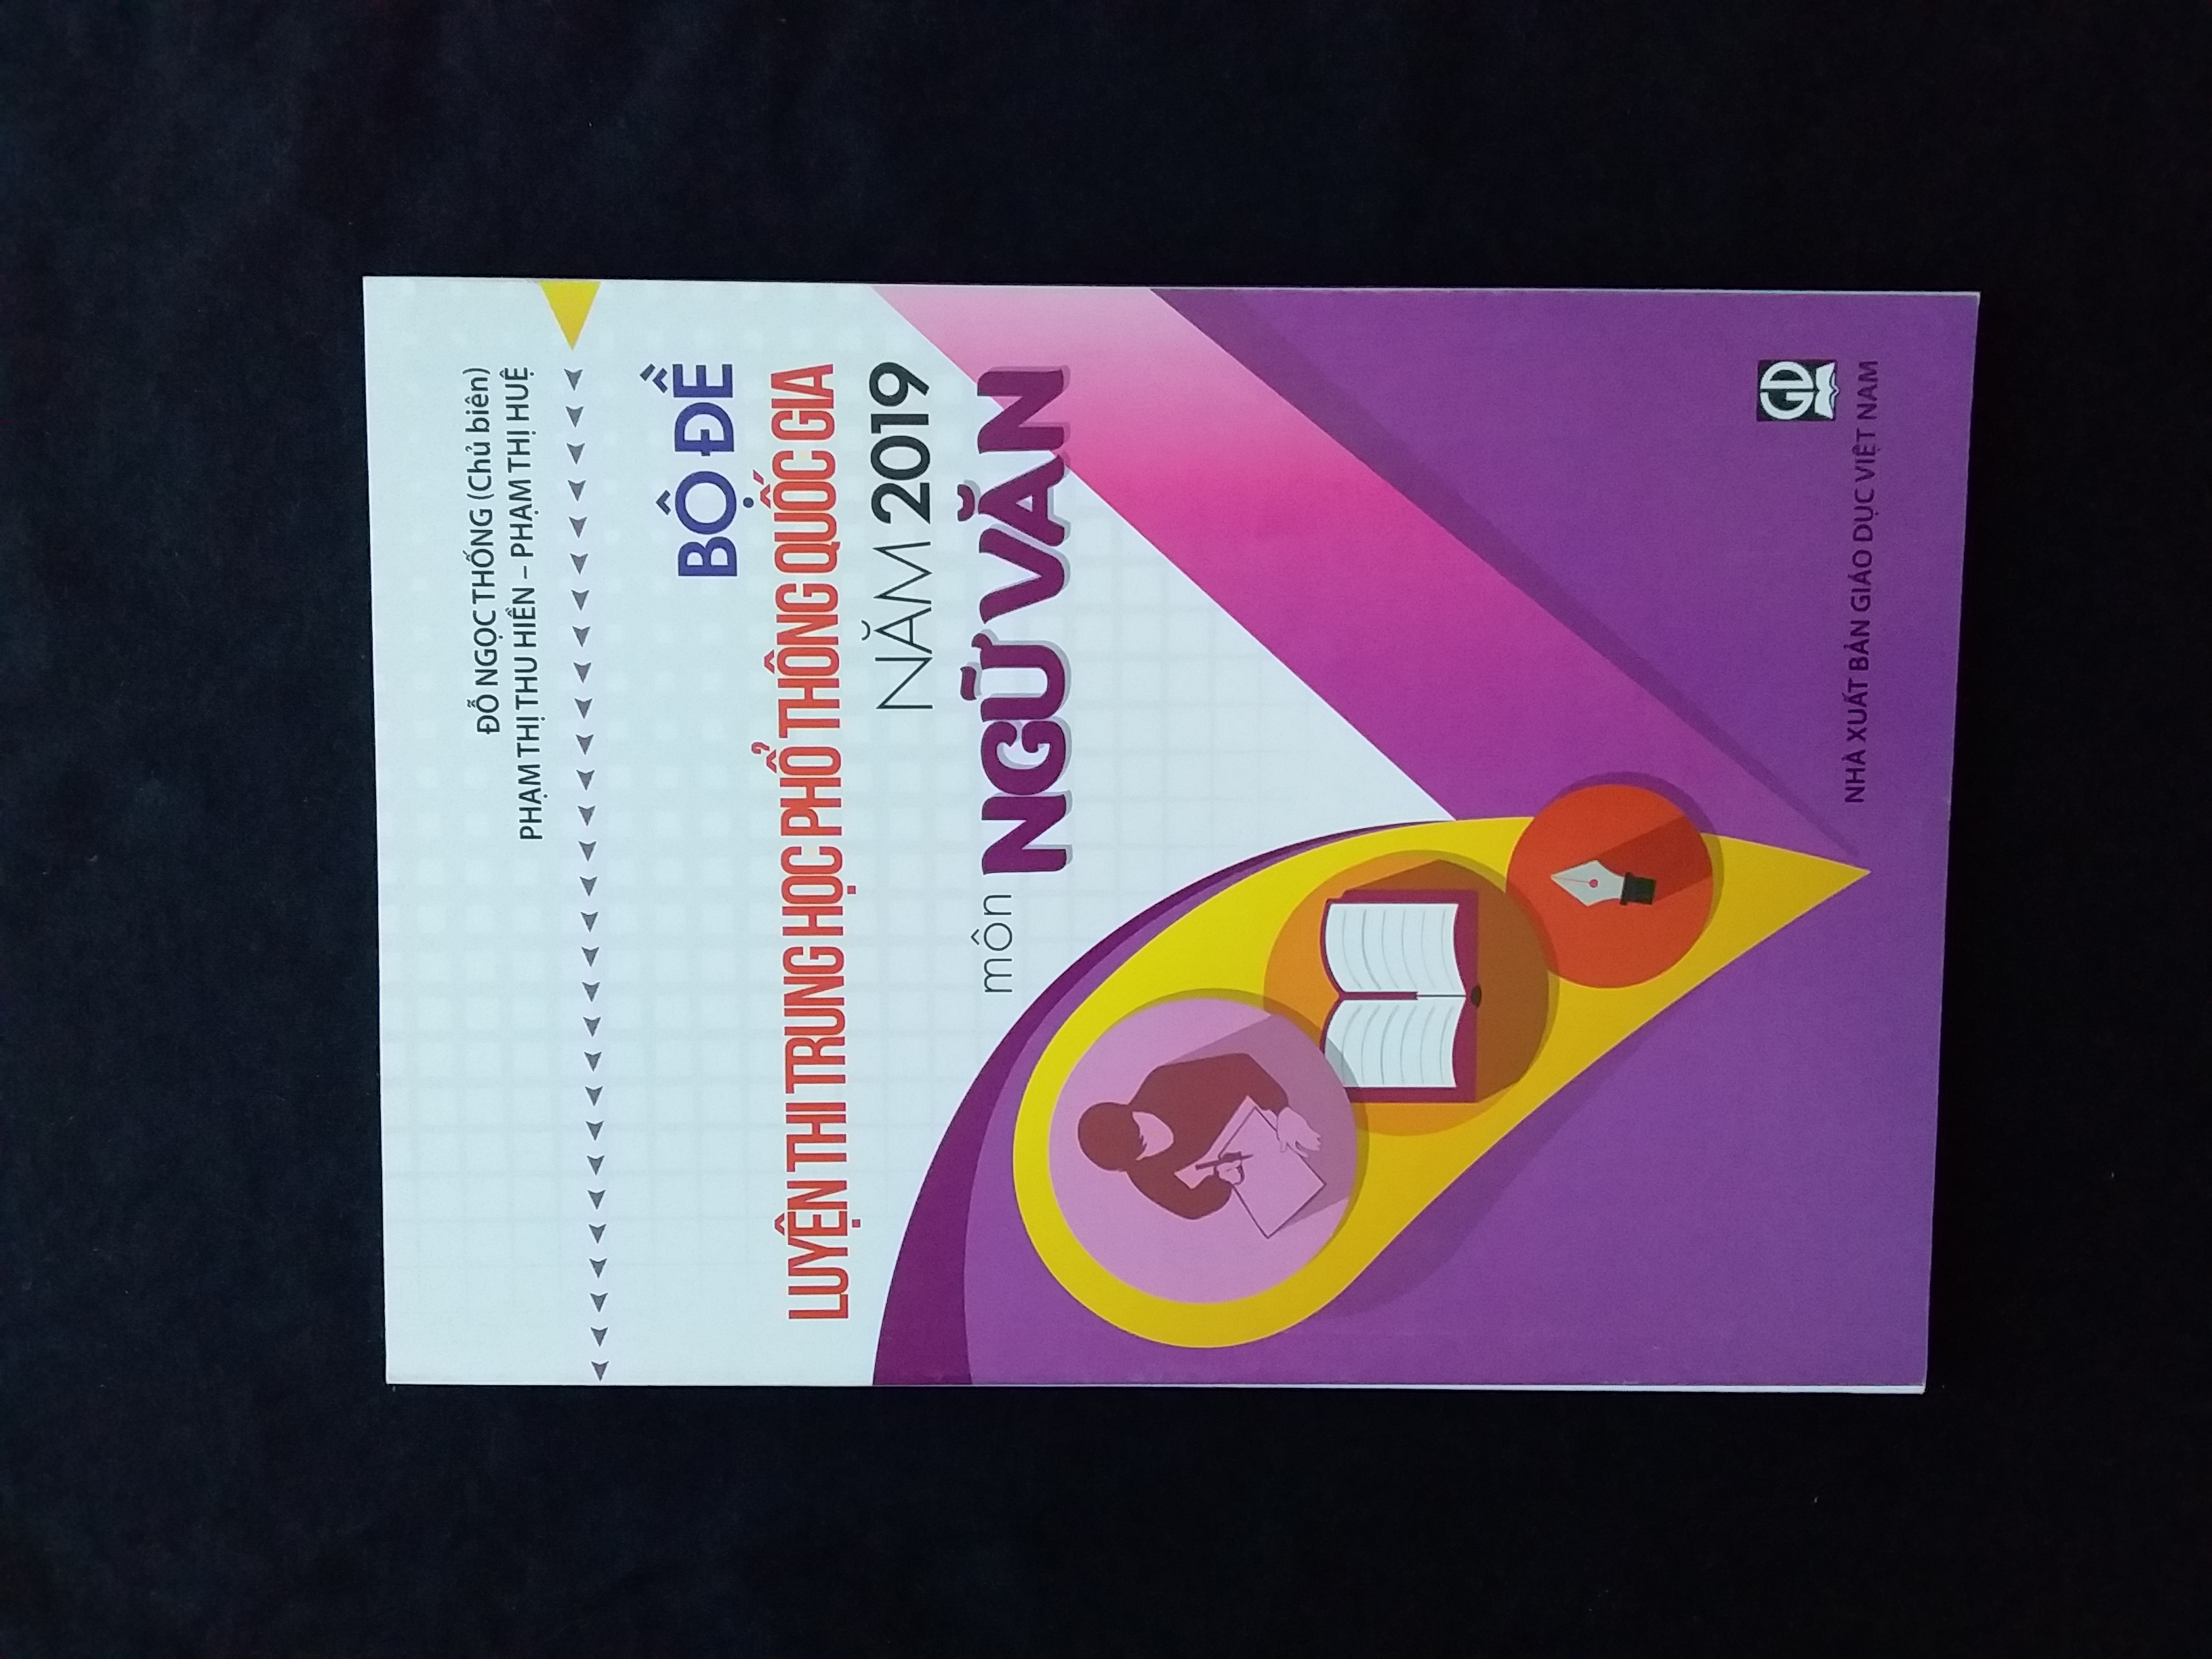 ĐỖ NGỌC THỐNG (Chủ biên)
PHẠM THỊ THU HIỀN – PHẠM THỊ HUỆ
BỘ ĐỀ
LUYỆN THI TRUNG HỌC PHỔ THÔNG QUỐC GIA
NĂM 2019
môn NGỮ VĂN
GD
NHÀ XUẤT BẢN GIÁO DỤC VIỆT NAM